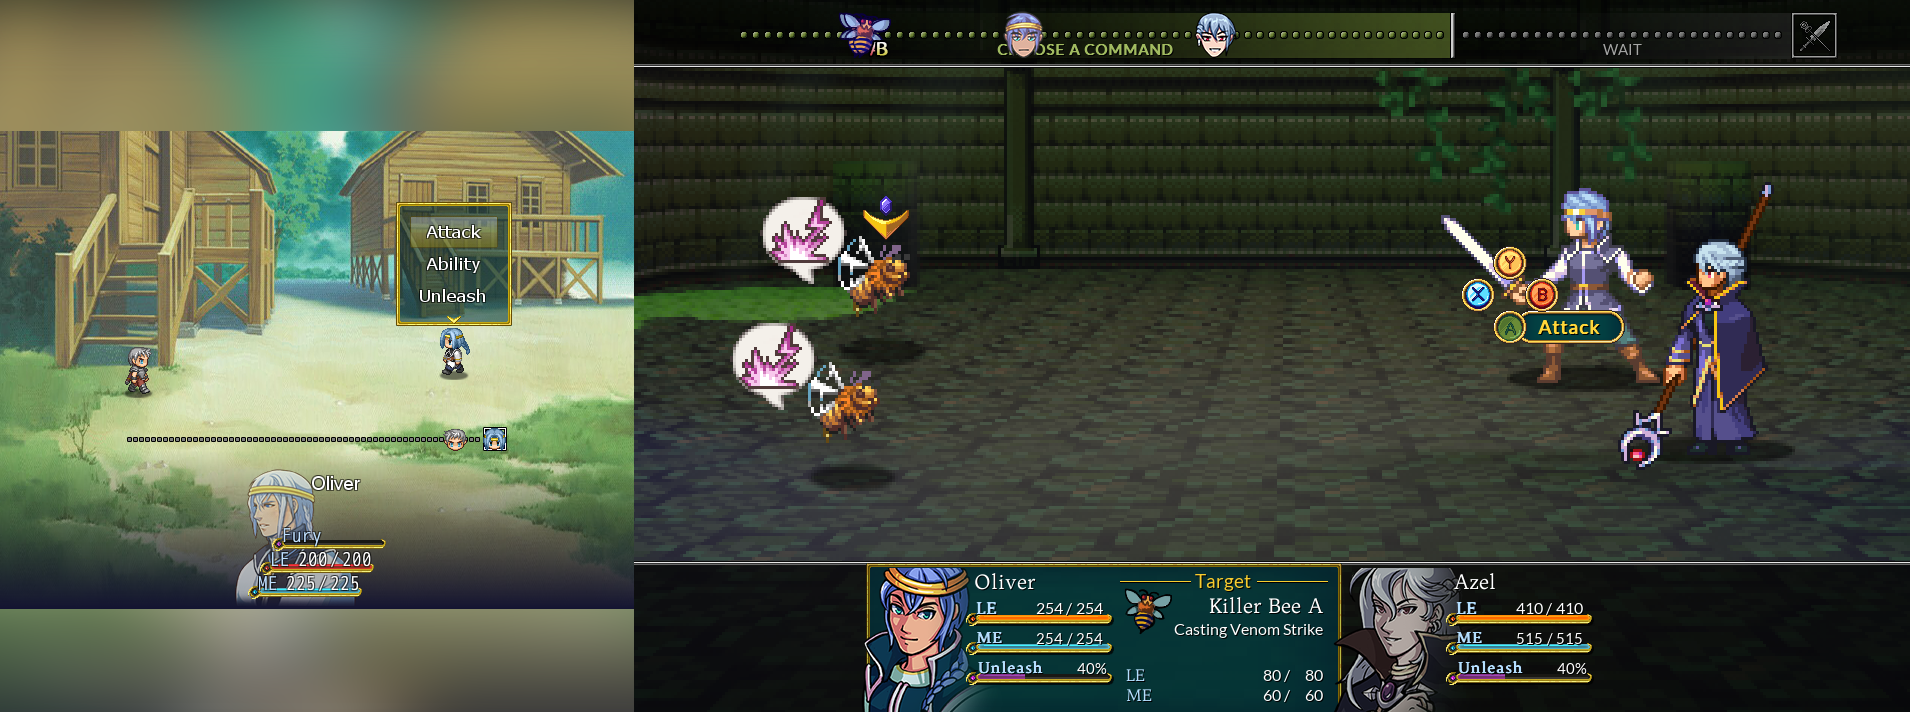 Attack
Ability
Unleash
Oliver
Fury
LE 200/200
ME 225/225
B
CHOOSE A COMMAND
WAIT
Y
X
B
A
Attack
Oliver
LE 254/254
ME 254/254
Unleash 40%
Target
Killer Bee A
Casting Venom Strike
LE 80/ 80
ME 60/ 60
Azel
LE 410/410
ME 515/515
Unleash 40%